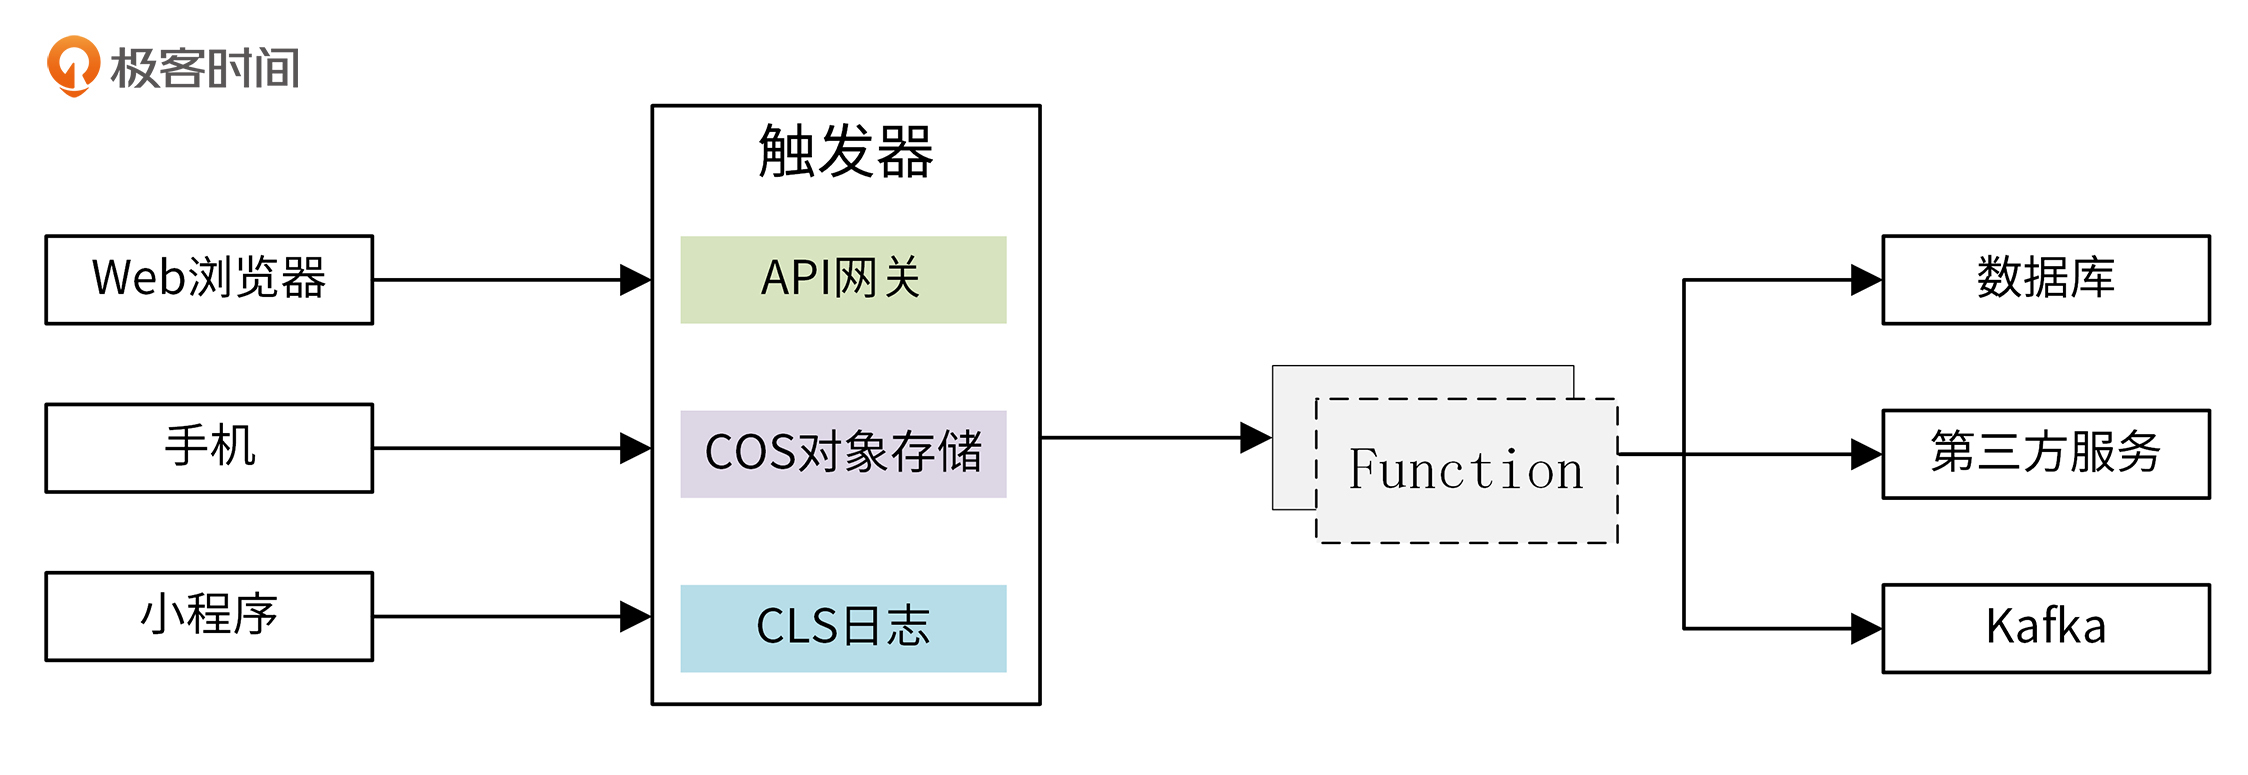 极客时间
触发器
Web浏览器
手机
小程序
API网关
COS对象存储
CLS日志
Function
数据库
第三方服务
Kafka